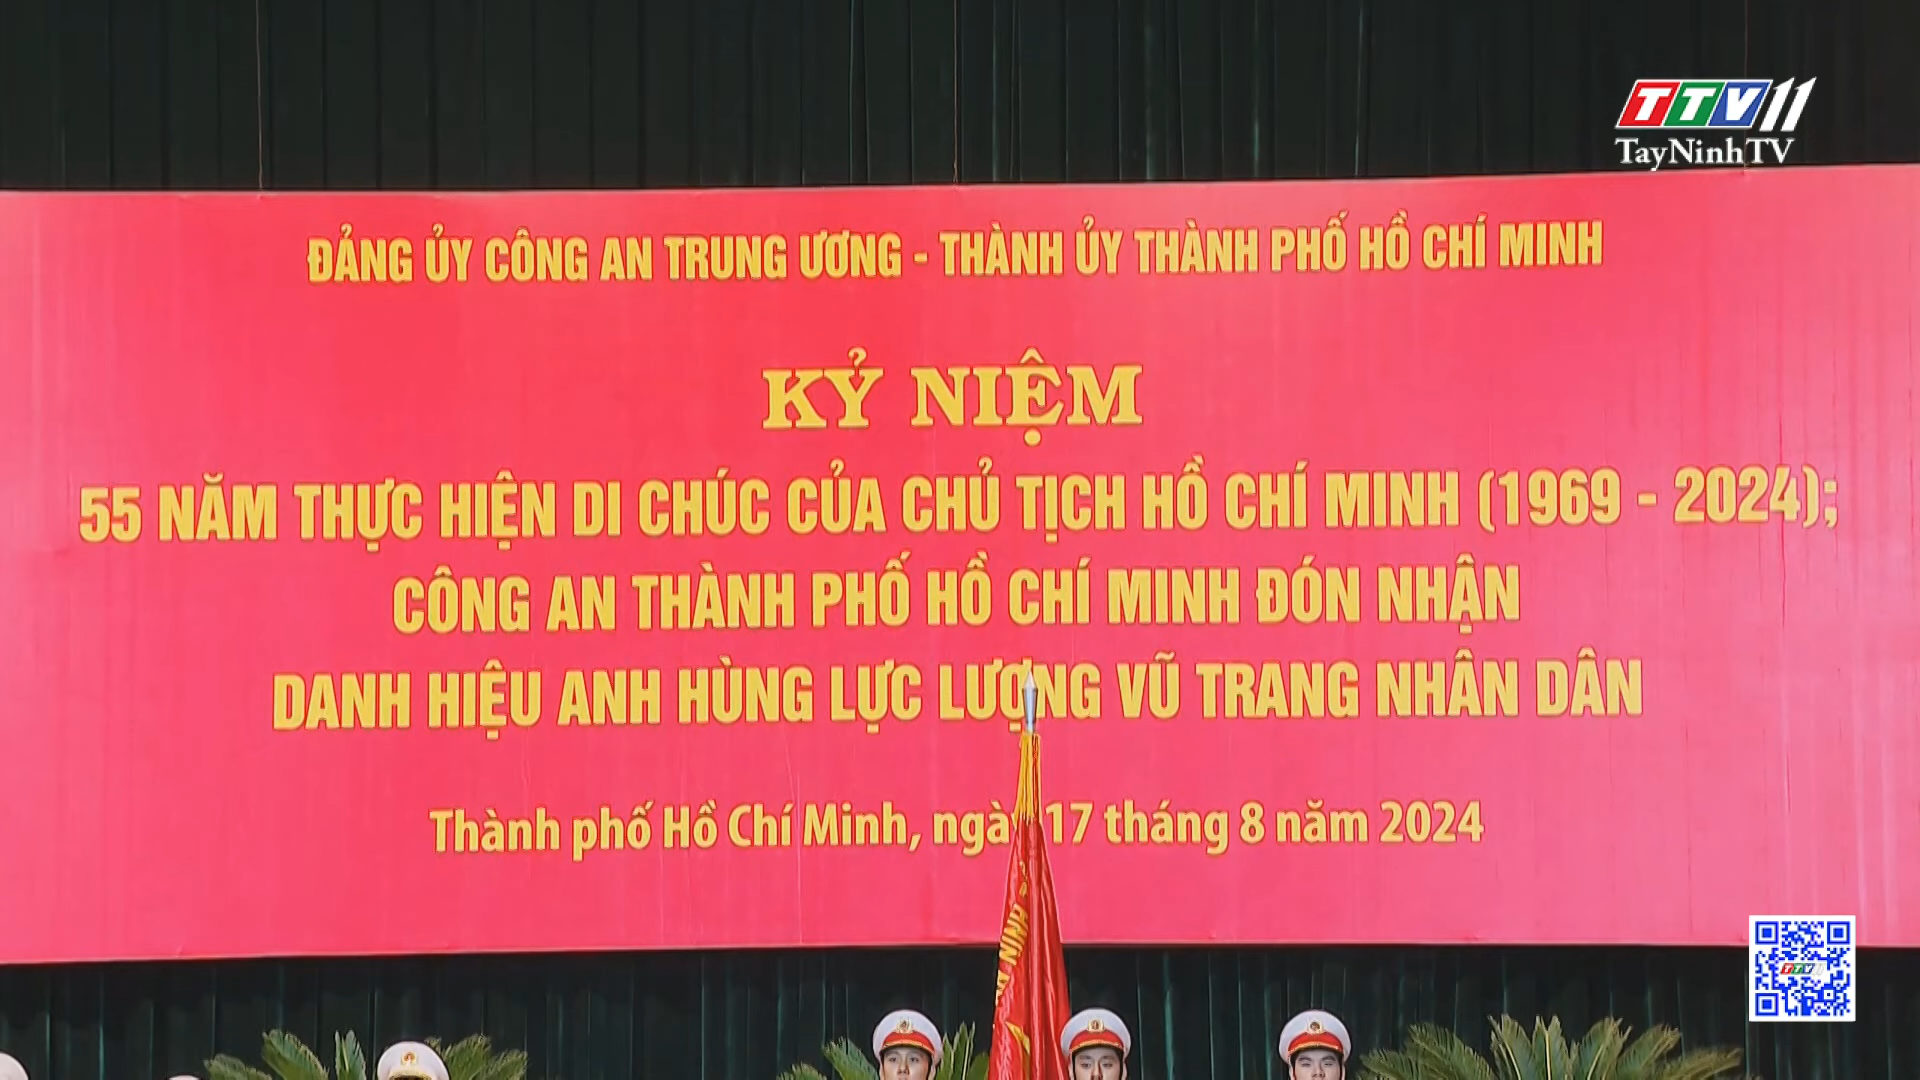 TTV11
TayNinhTV
ĐẢNG ỦY CÔNG AN TRUNG ƯƠNG - THÀNH ỦY THÀNH PHỐ HỒ CHÍ MINH
KỶ NIỆM
55 NĂM THỰC HIỆN DI CHÚC CỦA CHỦ TỊCH HỒ CHÍ MINH (1969 - 2024);
CÔNG AN THÀNH PHỐ HỒ CHÍ MINH ĐÓN NHẬN
DANH HIỆU ANH HÙNG LỰC LƯỢNG VŨ TRANG NHÂN DÂN
Thành phố Hồ Chí Minh, ngày 17 tháng 8 năm 2024
NINH
TTV11